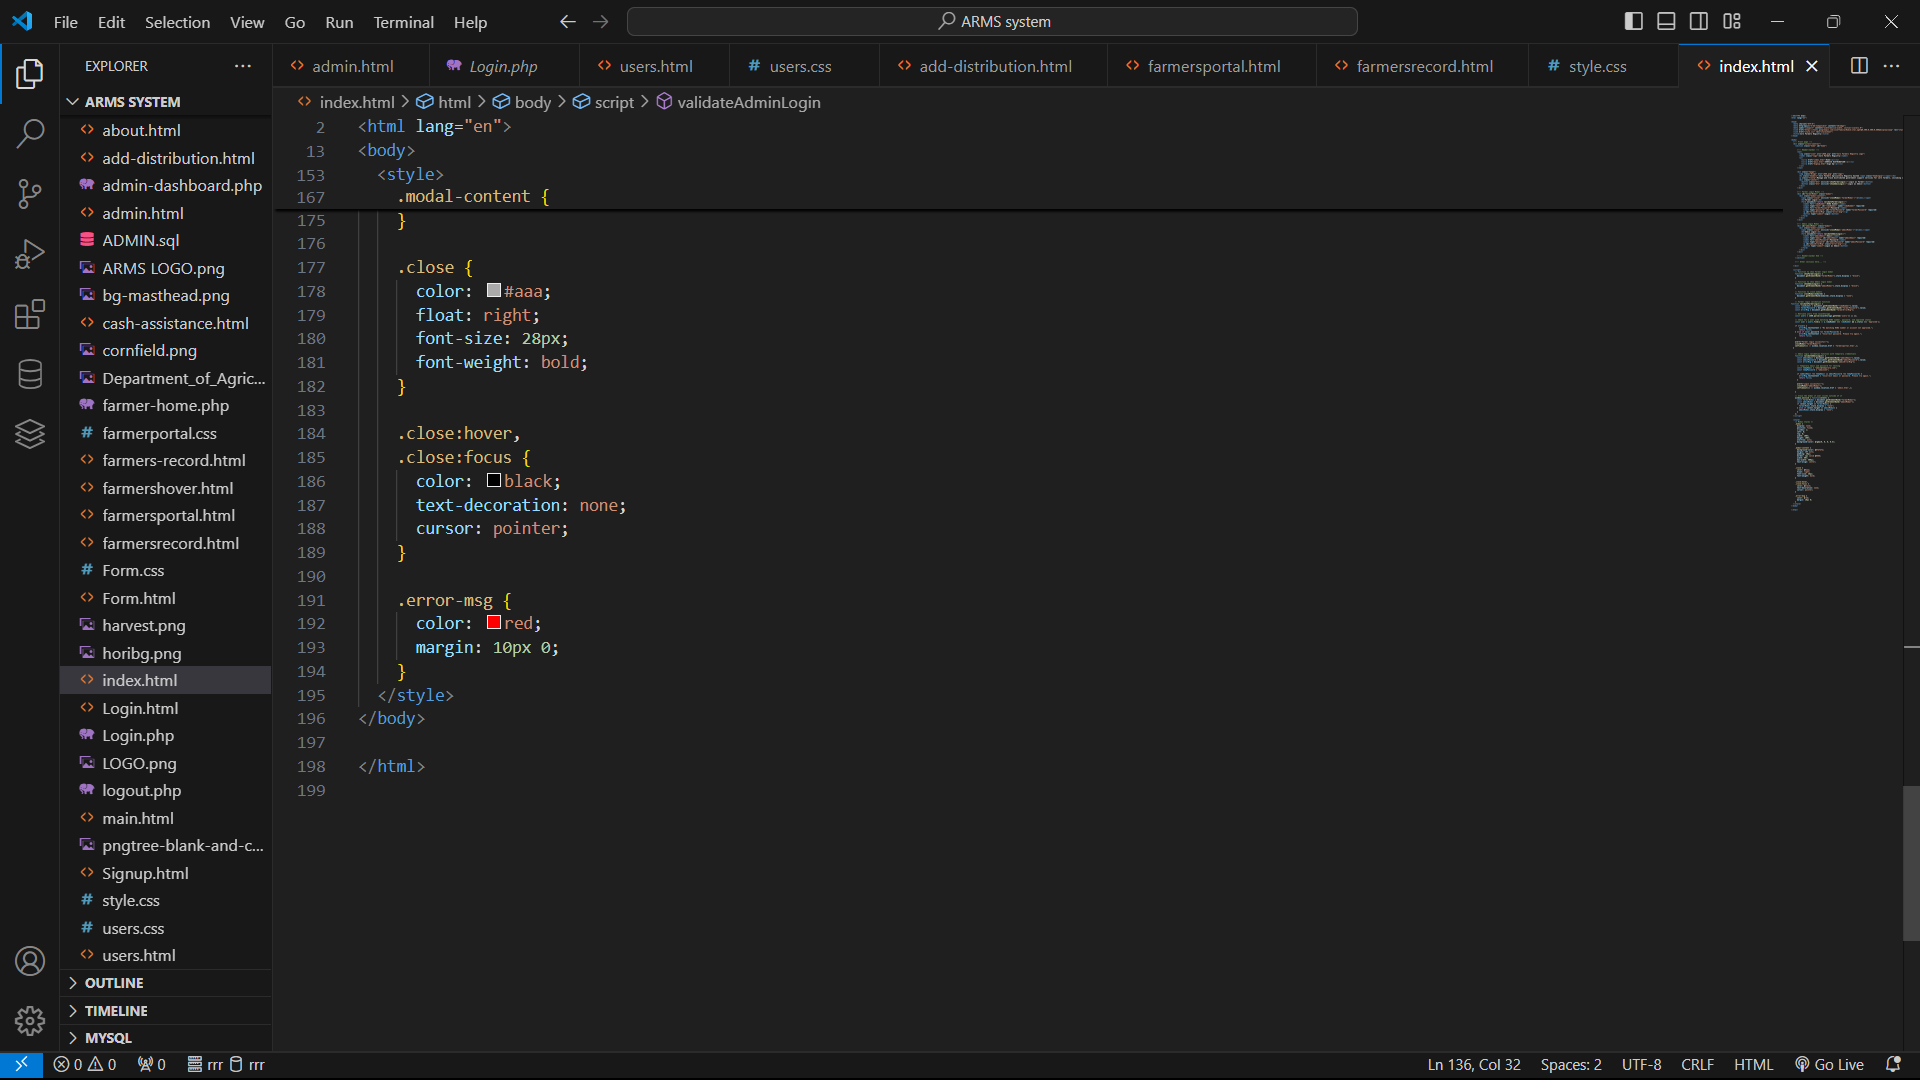 File Edit Selection View Go Run Terminal Help
ARMS system
EXPLORER
ARMS SYSTEM
about.html
add-distribution.html
admin-dashboard.php
admin.html
ADMIN.sql
ARMS LOGO.png
bg-masthead.png
cash-assistance.html
cornfield.png
Department_of_Agric...
farmer-home.php
farmerportal.css
farmers-record.html
farmershover.html
farmersportal.html
farmersrecord.html
Form.css
Form.html
harvest.png
horibg.png
index.html
Login.html
Login.php
LOGO.png
logout.php
main.html
pngtree-blank-and-c...
Signup.html
style.css
users.css
users.html
OUTLINE
TIMELINE
MYSQL
admin.html Login.php users.html users.css add-distribution.html farmersportal.html farmersrecord.html style.css index.html
index.html > html > body > script > validateAdminLogin
2 <html lang="en">
13 <body>
153 <style>
167 .modal-content {
175 }
176
177 .close {
178 color: #aaa;
179 float: right;
180 font-size: 28px;
181 font-weight: bold;
182 }
183
184 .close:hover,
185 .close:focus {
186 color: black;
187 text-decoration: none;
188 cursor: pointer;
189 }
190
191 .error-msg {
192 color: red;
193 margin: 10px 0;
194 }
195 </style>
196 </body>
197
198 </html>
199
0 0 0 rrr rrr
Ln 136, Col 32 Spaces: 2 UTF-8 CRLF HTML Go Live